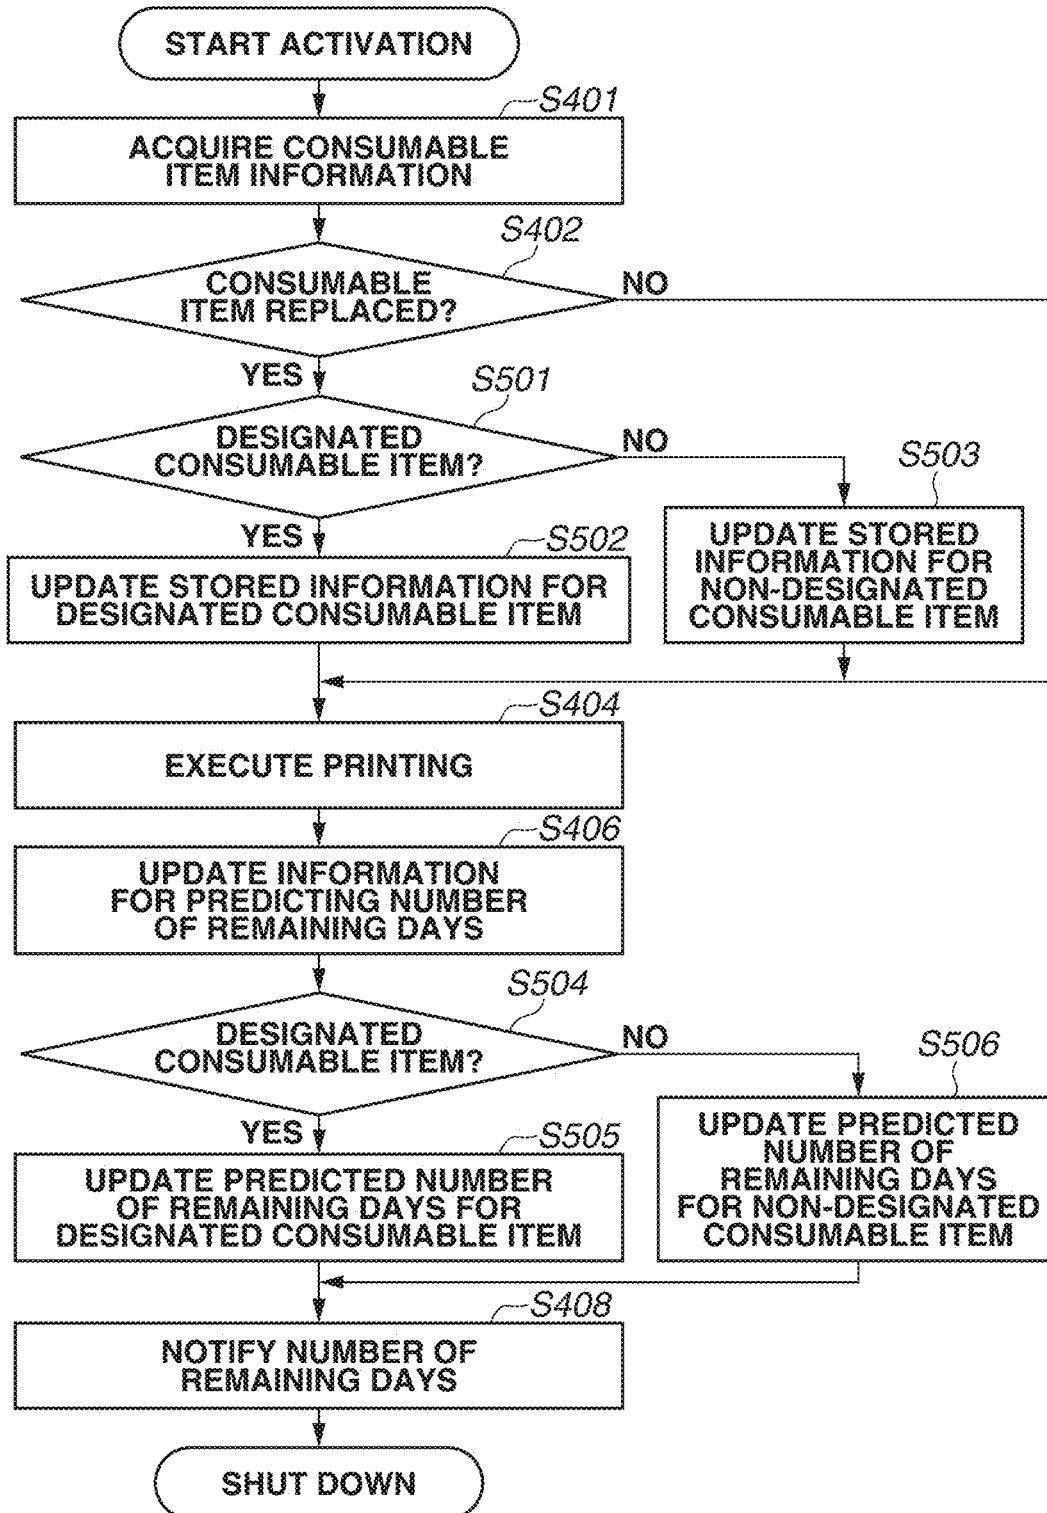 START ACTIVATION
S401
ACQUIRE CONSUMABLE
ITEM INFORMATION
S402
CONSUMABLE
ITEM REPLACED?
NO
YES
S501
DESIGNATED
CONSUMABLE ITEM?
NO
S503
UPDATE STORED
INFORMATION FOR
NON-DESIGNATED
CONSUMABLE ITEM
YES
S502
UPDATE STORED INFORMATION FOR
DESIGNATED CONSUMABLE ITEM
S404
EXECUTE PRINTING
S406
UPDATE INFORMATION
FOR PREDICTING NUMBER
OF REMAINING DAYS
S504
DESIGNATED
CONSUMABLE ITEM?
NO
S506
UPDATE PREDICTED
NUMBER OF
REMAINING DAYS
FOR NON-DESIGNATED
CONSUMABLE ITEM
YES
S505
UPDATE PREDICTED NUMBER
OF REMAINING DAYS FOR
DESIGNATED CONSUMABLE ITEM
S408
NOTIFY NUMBER OF
REMAINING DAYS
SHUT DOWN